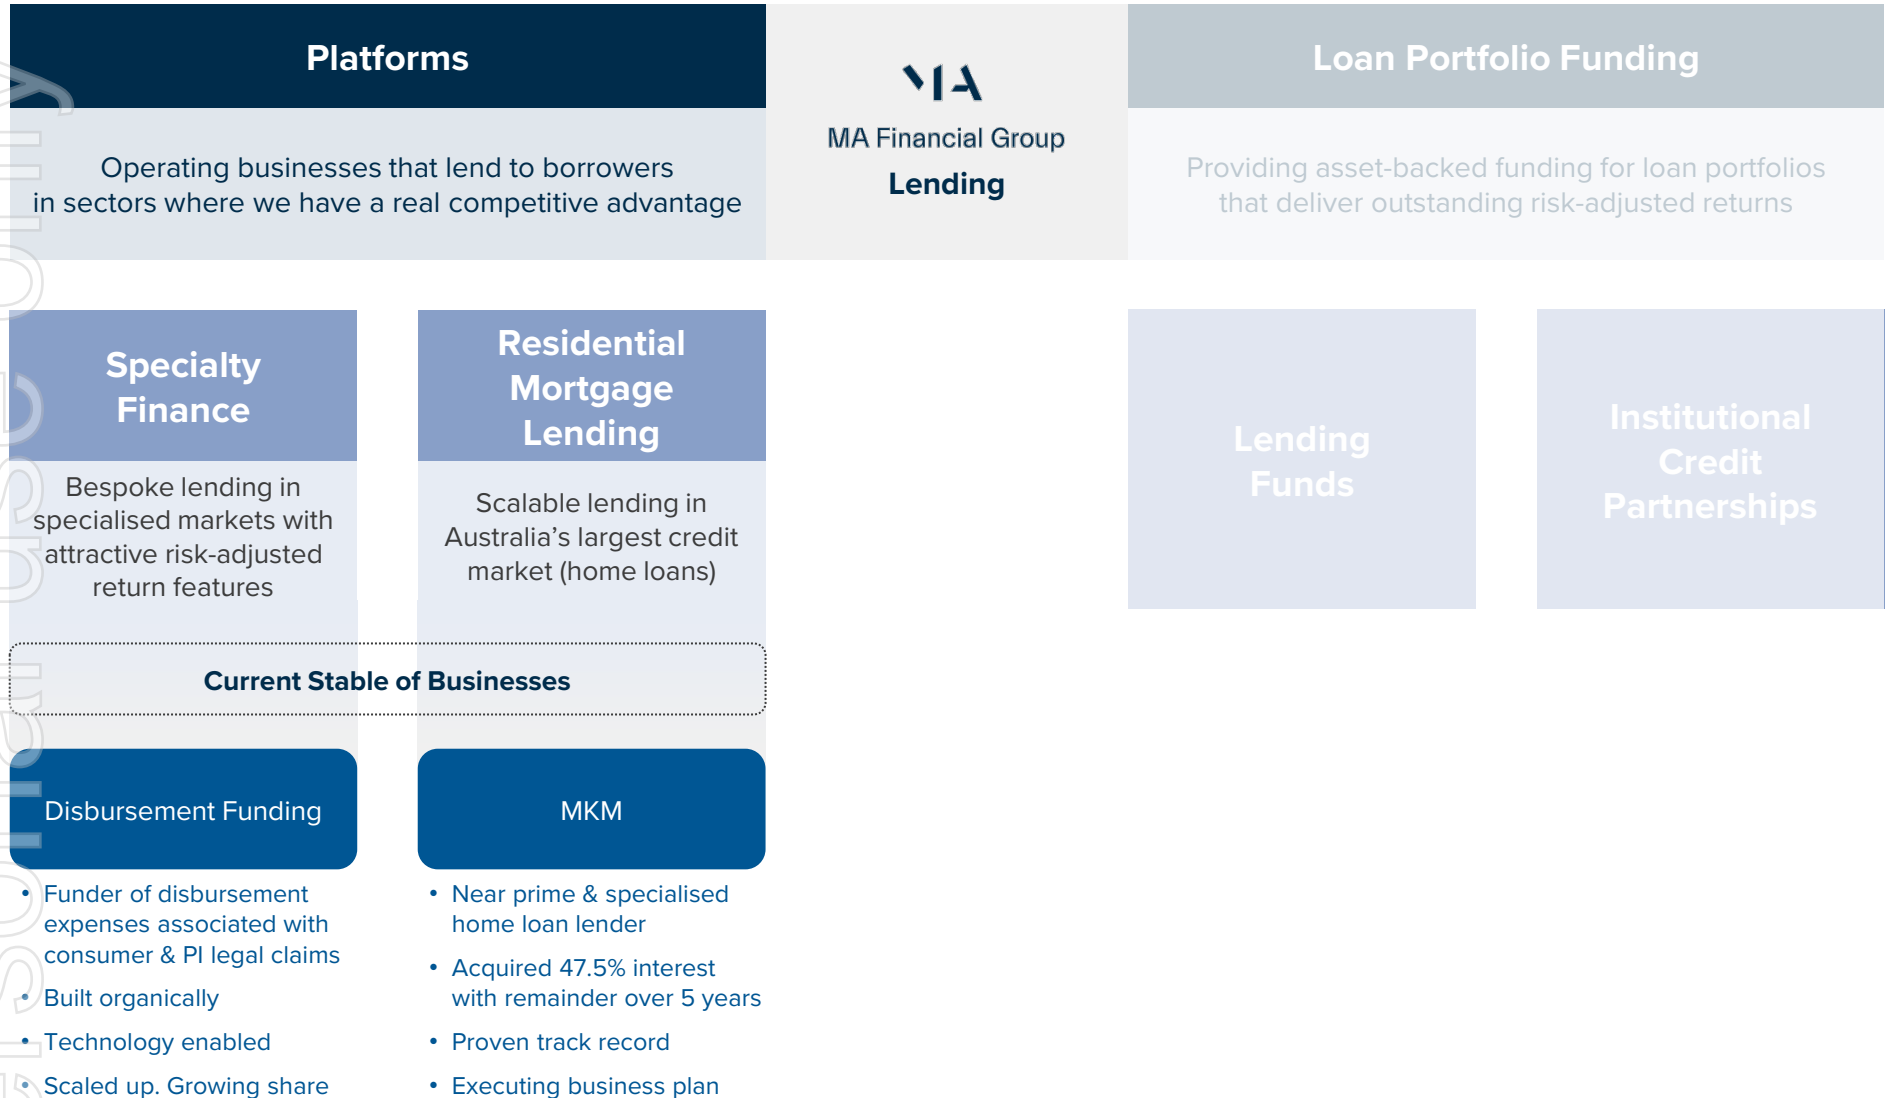 Platforms
Operating businesses that lend to borrowers
in sectors where we have a real competitive advantage
MA
MA Financial Group
Lending
Loan Portfolio Funding
Providing asset-backed funding for loan portfolios
that deliver outstanding risk-adjusted returns
Specialty
Finance
Bespoke lending in
specialised markets with
attractive risk-adjusted
return features
Residential
Mortgage
Lending
Scalable lending in
Australia’s largest credit
market (home loans)
Lending
Funds
Institutional
Credit
Partnerships
Current Stable of Businesses
Disbursement Funding
• Funder of disbursement
expenses associated with
consumer & PI legal claims
• Built organically
• Technology enabled
• Scaled up. Growing share
MKM
• Near prime & specialised
home loan lender
• Acquired 47.5% interest
with remainder over 5 years
• Proven track record
• Executing business plan
ersonal use only